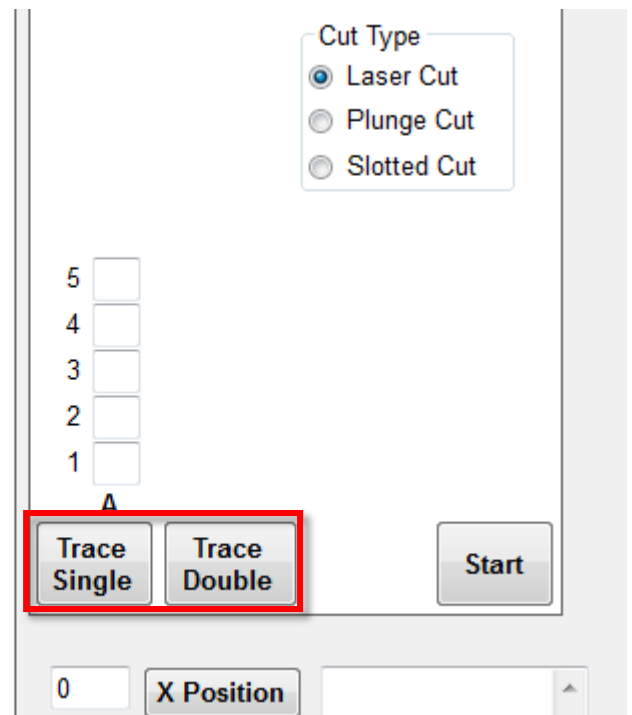 Cut Type
Laser Cut
Plunge Cut
Slotted Cut
5
4
3
2
1
A
Trace Single
Trace Double
Start
0
X Position